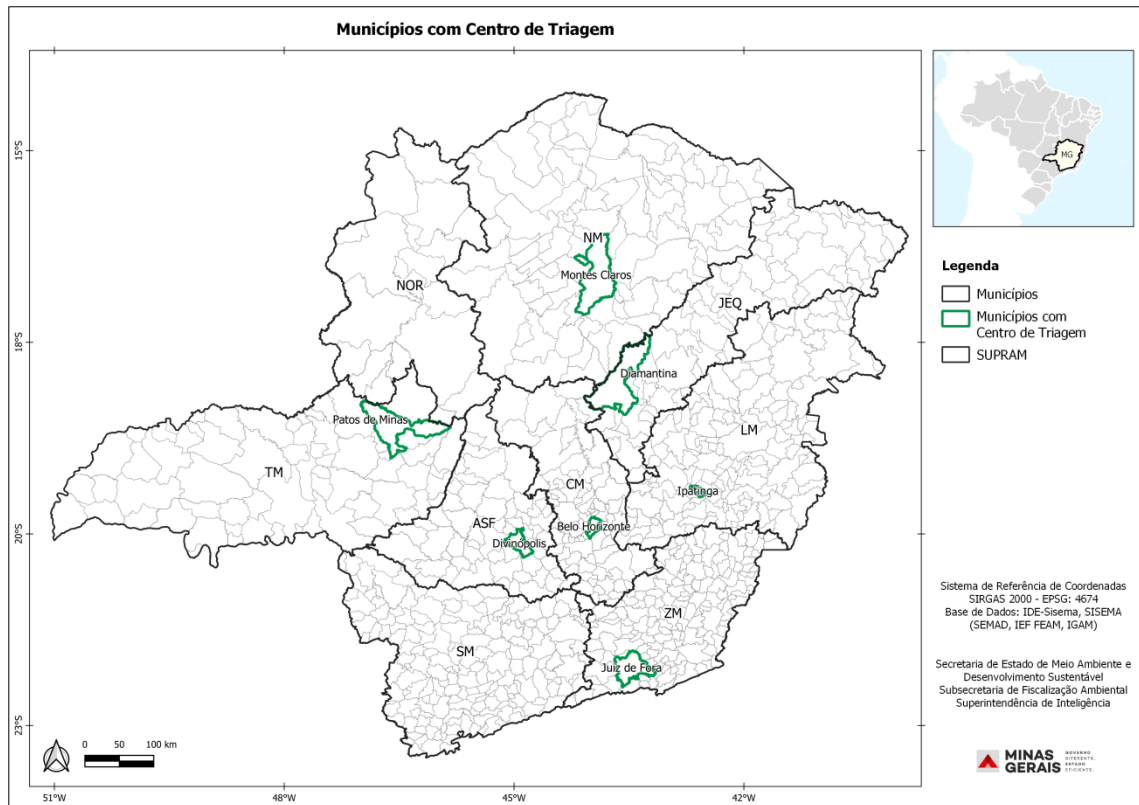 Municípios com Centro de Triagem
15°S
18°S
20°S
23°S
51°W
48°W
45°W
42°W
NM
Montes Claros
NOR
JEQ
Diamantina
Patos de Minas
LM
TM
CM
Ipatinga
ASF
Belo Horizonte
Divinópolis
ZM
SM
Juiz de Fora
0 50 100 km
MG
Legenda
Municípios
Municípios com
Centro de Triagem
SUPRAM
Sistema de Referência de Coordenadas
SIRGAS 2000 - EPSG: 4674
Base de Dados: IDE-Sisema, SISEMA
(SEMAD, IEF FEAM, IGAM)
Secretaria de Estado de Meio Ambiente e
Desenvolvimento Sustentável
Subsecretaria de Fiscalização Ambiental
Superintendência de Inteligência
MINAS
GERAIS
GOVERNO
DIFERENTE.
ESTADO
EFICIENTE.